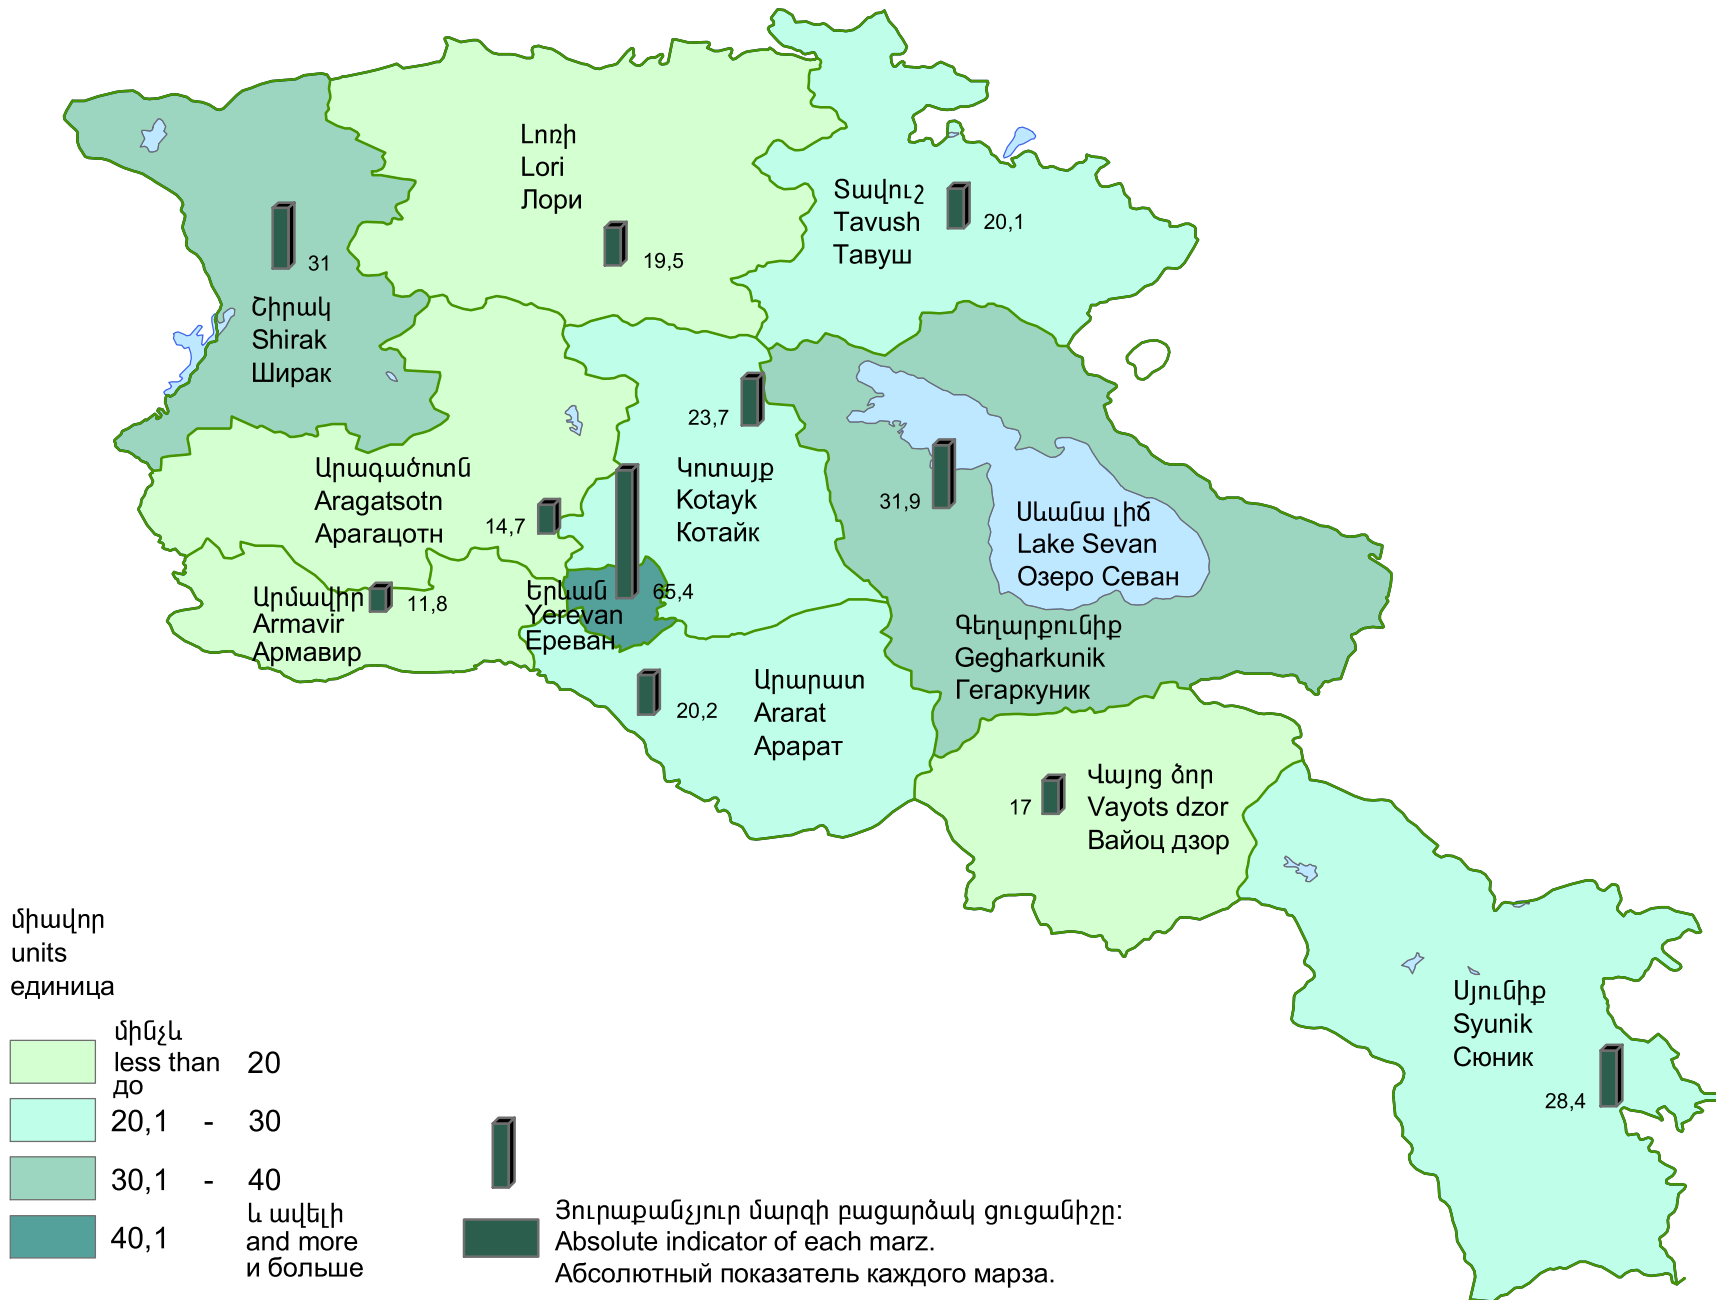 Լոռի
Lori
Лори
19,5
Տավուշ
Tavush
Тавуш
20,1
31
Շիրակ
Shirak
Ширак
23,7
Կոտայք
Kotayk
Котайк
Արագածոտն
Aragatsotn
Арагацотн
14,7
31,9
Սևանա լիճ
Lake Sevan
Озеро Севан
Արմավիր
Armavir
Армавир
11,8
Երևան
Yerevan
Ереван
65,4
Գեղարքունիք
Gegharkunik
Гегаркуник
20,2
Արարատ
Ararat
Арарат
17
Վայոց ձոր
Vayots dzor
Вайоц дзор
Սյունիք
Syunik
Сюник
28,4
միավոր
units
единица
մինչև
less than 20
до
20,1 - 30
30,1 - 40
40,1
և ավելի
and more
и больше
Յուրաքանչյուր մարզի բացարձակ ցուցանիշը:
Absolute indicator of each marz.
Абсолютный показатель каждого марза.